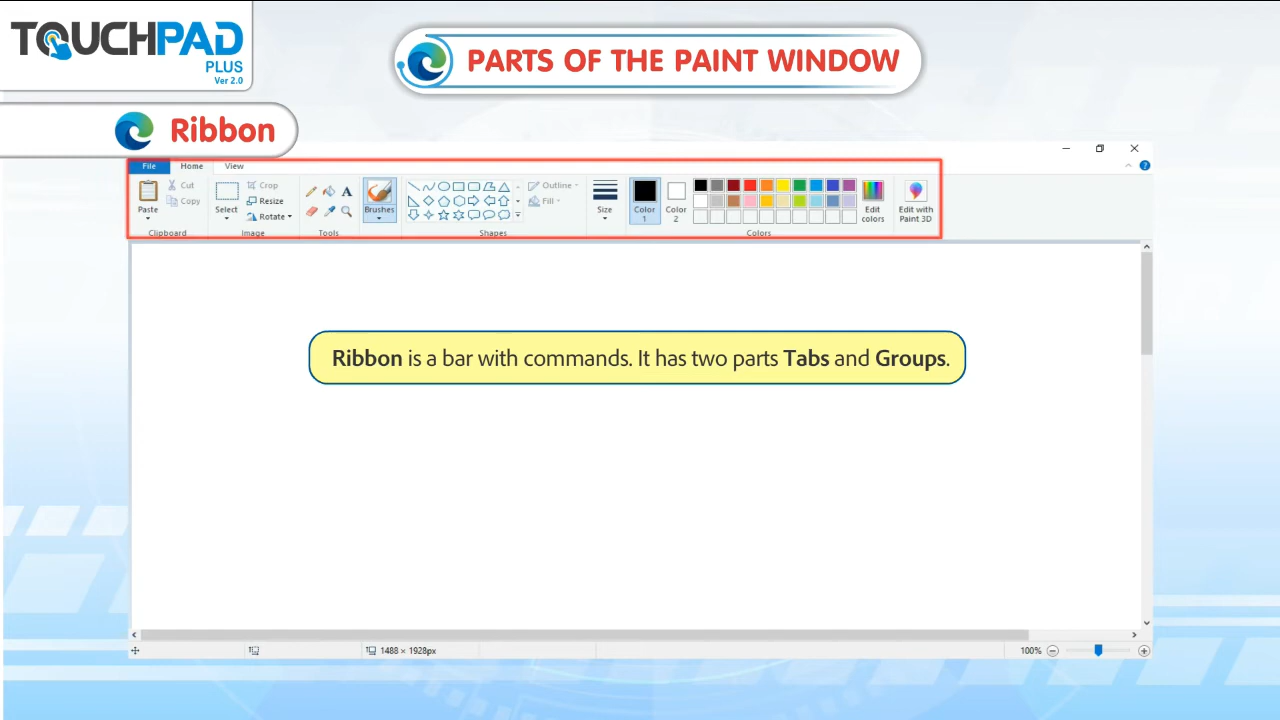 TOUCHPAD
PLUS
Ver 2.0
PARTS OF THE PAINT WINDOW
Ribbon
File Home View
Paste
Cut
Copy
Clipboard
Select
Crop
Resize
Rotate
Image
A
Tools
Brushes
Outline
Fill
Shapes
Size
Color
1
Color
2
Edit
colors
Colors
Edit with
Paint 3D
Ribbon is a bar with commands. It has two parts Tabs and Groups.
1488 × 1928px
100%